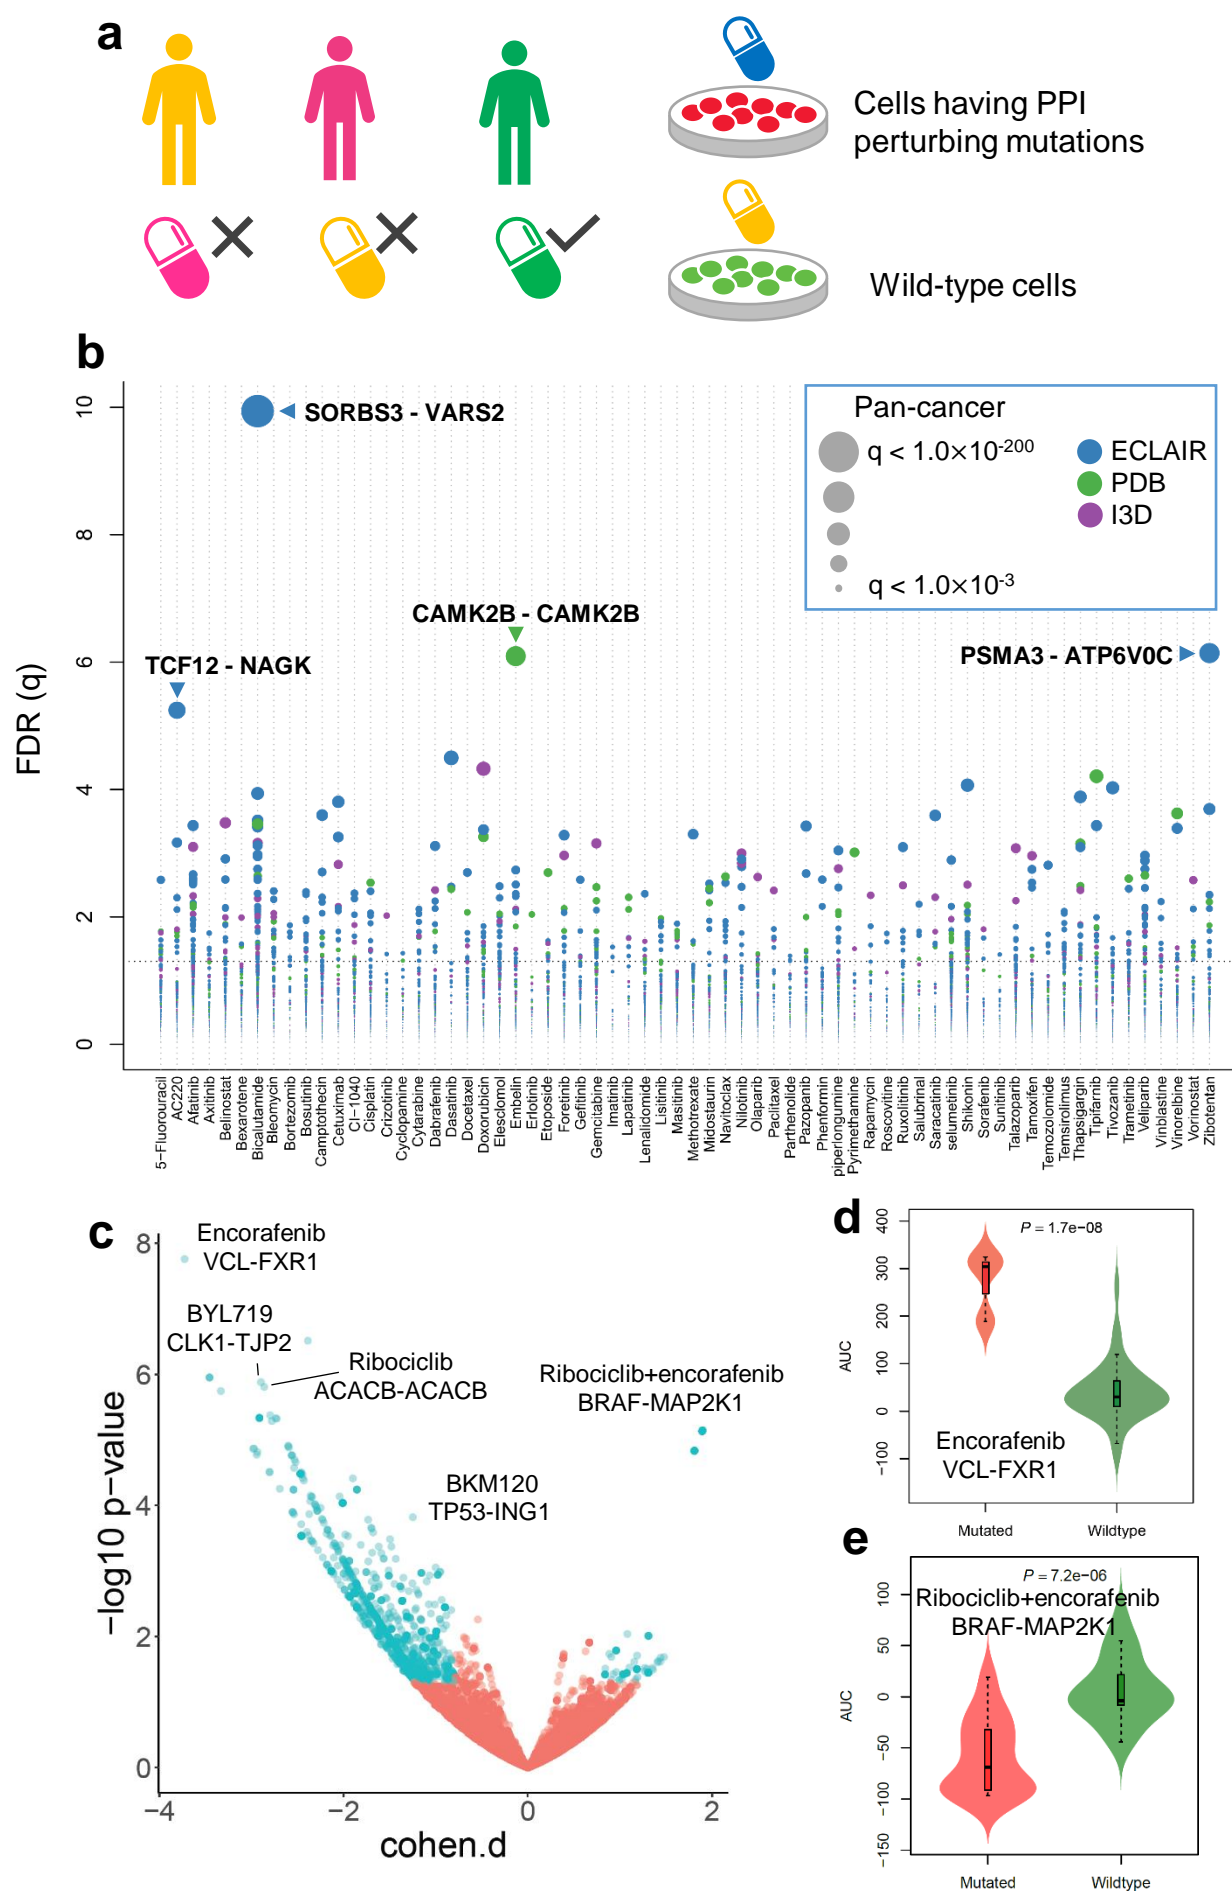 a
Cells having PPI
perturbing mutations
Wild-type cells
b
FDR (q)
10
8
6
4
2
0
SORBS3 - VARS2
CAMK2B - CAMK2B
TCF12 - NAGK
PSMA3 - ATP6V0C
Pan-cancer
q < 1.0×10-200
q < 1.0×10-3
ECLAIR
PDB
I3D
5−Fluorouracil
AC220
Afatinib
Axitinib
Belinostat
Bexarotene
Bicalutamide
Bleomycin
Bortezomib
Bosutinib
Camptothecin
Cetuximab
CI−1040
Cisplatin
Crizotinib
Cyclopamine
Cytarabine
Dabrafenib
Dasatinib
Docetaxel
Doxorubicin
Elesclomol
Embelin
Erlotinib
Etoposide
Foretinib
Gefitinib
Gemcitabine
Imatinib
Lapatinib
Lenalidomide
Lisitinib
Masitinib
Methotrexate
Midostaurin
Navitoclax
Nilotinib
Olaparib
Paclitaxel
Parthenolide
Pazopanib
Phenformin
piperlongumine
Pyrimethamine
Rapamycin
Roscovitine
Ruxolitinib
Salubrinal
Saracatinib
selumetinib
Shikonin
Sorafenib
Sunitinib
Talazoparib
Tamoxifen
Temozolomide
Temsirolimus
Thapsigargin
Tipifarnib
Tivozanib
Trametinib
Veliparib
Vinblastine
Vinorelbine
Vorinostat
Zibotentan
c
−log10 p−value
8
6
4
2
0
Encorafenib
VCL-FXR1
BYL719
CLK1-TJP2
Ribociclib
ACACB-ACACB
Ribociclib+encorafenib
BRAF-MAP2K1
BKM120
TP53-ING1
−4
−2
0
2
cohen.d
d
AUC
400
300
200
100
0
−100
P = 1.7e−08
Encorafenib
VCL-FXR1
Mutated
Wildtype
e
AUC
100
50
0
−50
−100
−150
P = 7.2e−06
Ribociclib+encorafenib
BRAF-MAP2K1
Mutated
Wildtype